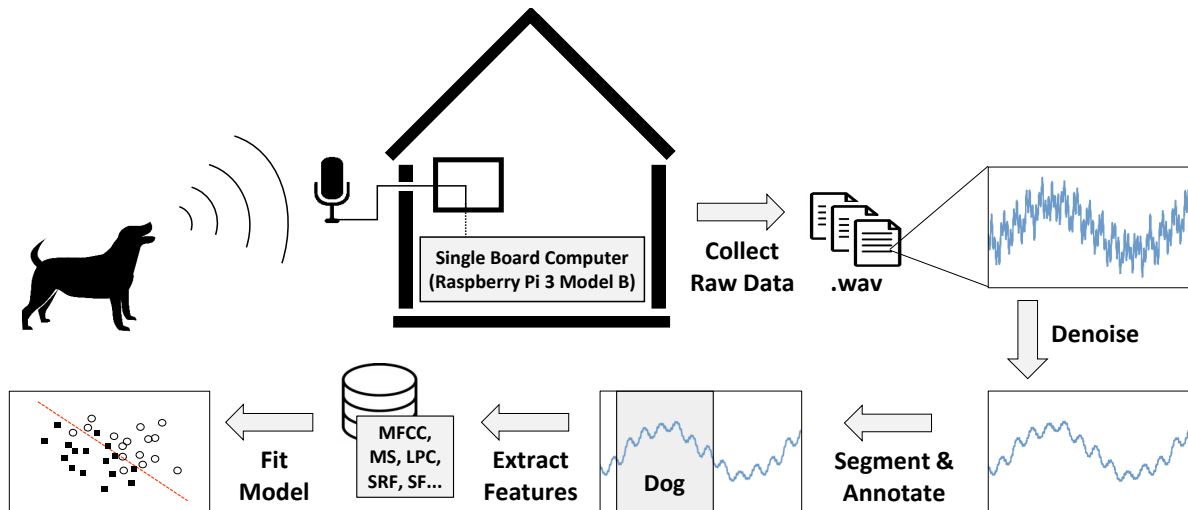 Single Board Computer
(Raspberry Pi 3 Model B)
Collect
Raw Data
.wav
Denoise
Segment &
Annotate
Dog
Extract
Features
MFCC,
MS, LPC,
SRF, SF...
Fit
Model